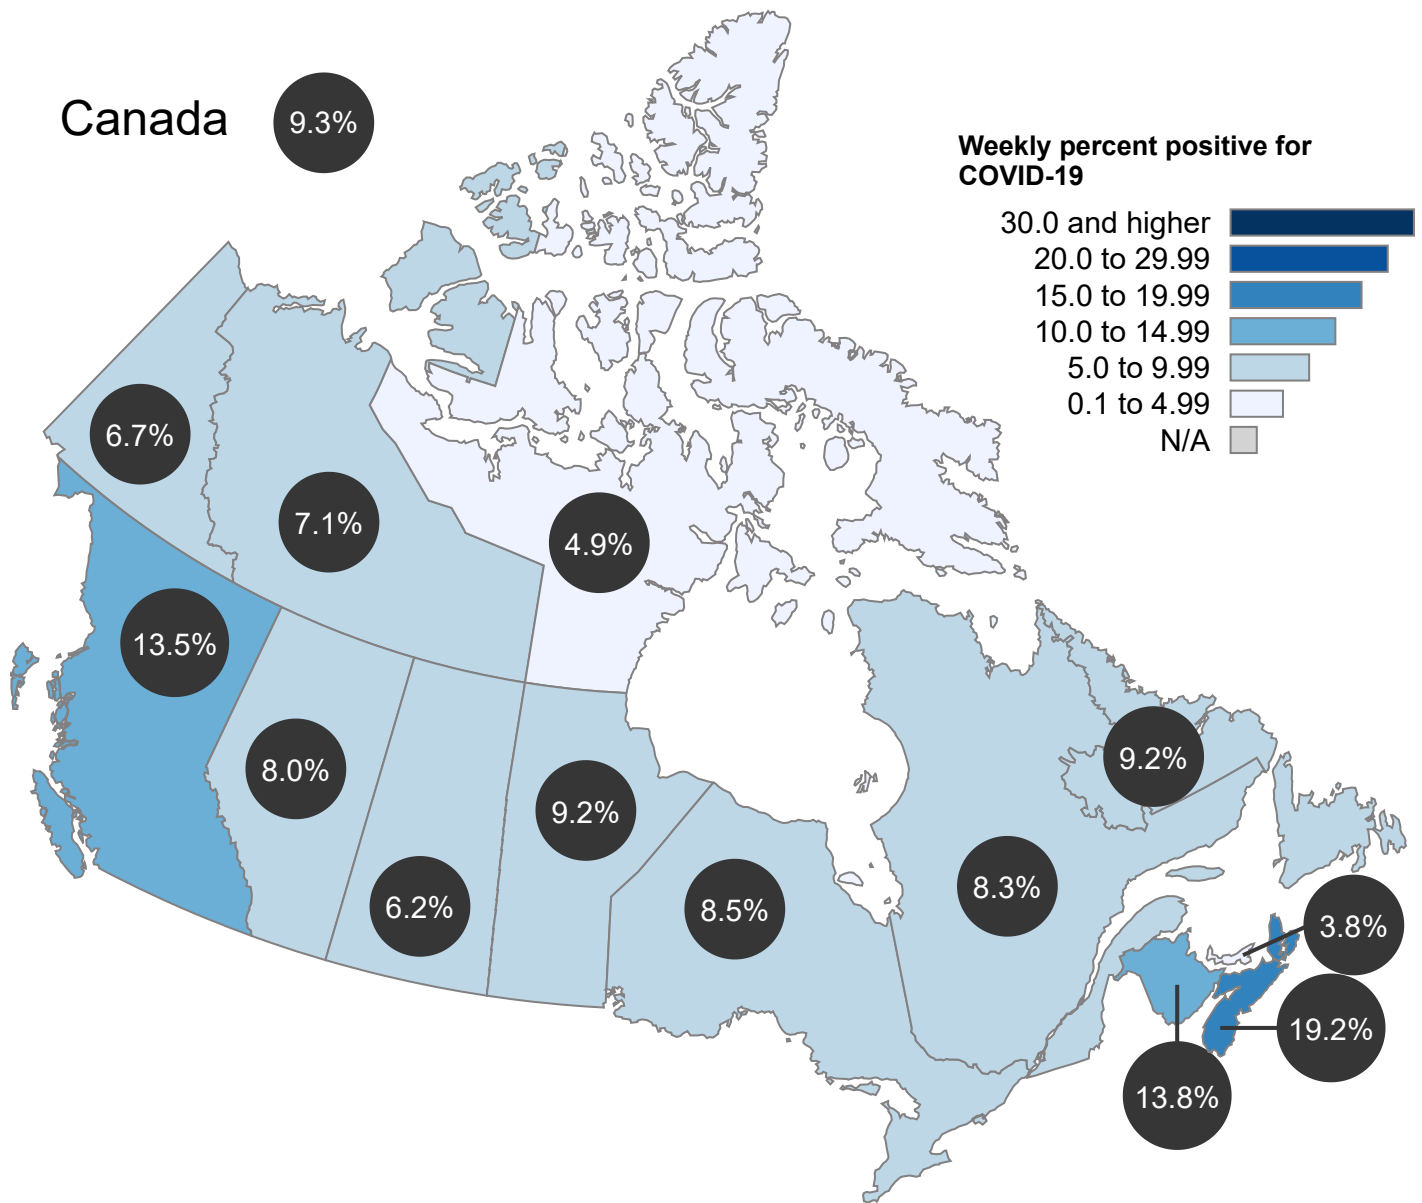 Canada
9.3%
Weekly percent positive for
COVID-19
30.0 and higher
20.0 to 29.99
15.0 to 19.99
10.0 to 14.99
5.0 to 9.99
0.1 to 4.99
N/A
6.7%
7.1%
4.9%
13.5%
8.0%
9.2%
9.2%
6.2%
8.5%
8.3%
3.8%
19.2%
13.8%